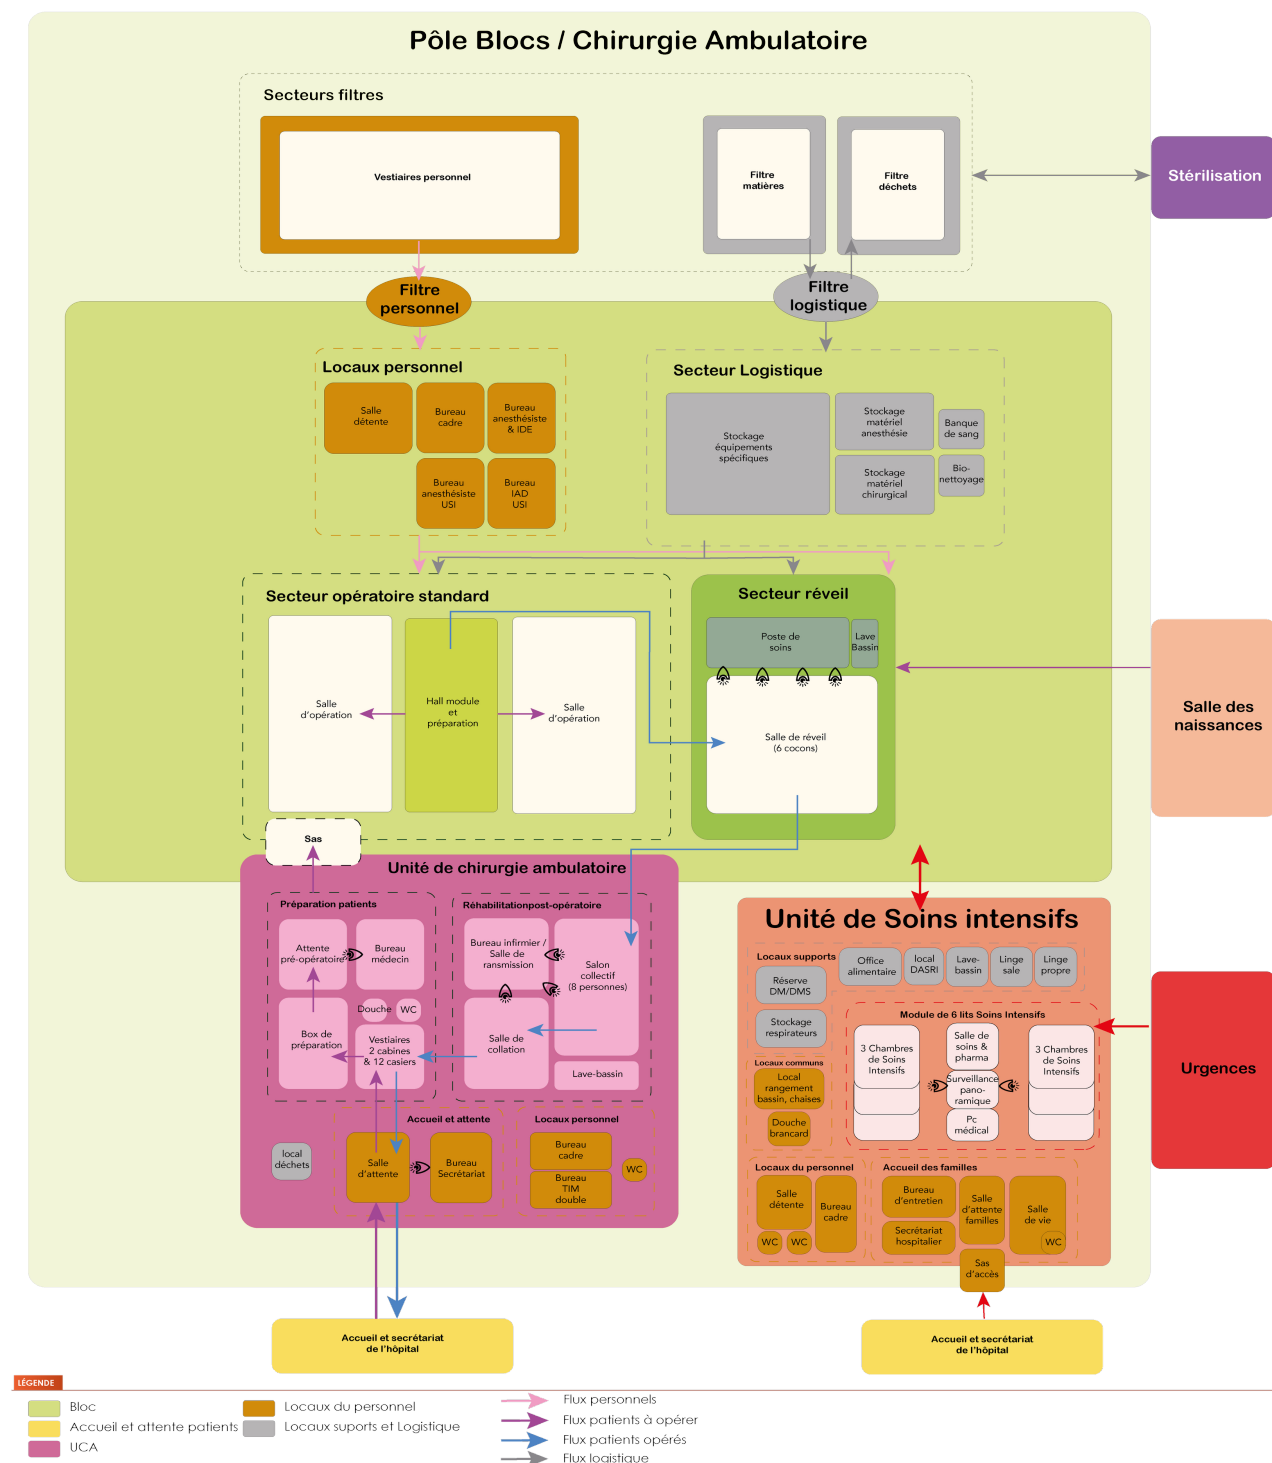 Pôle Blocs / Chirurgie Ambulatoire
Secteurs filtres
Vestiaires personnel
Filtre
matières
Filtre
déchets
Stérilisation
Filtre
personnel
Filtre
logistique
Locaux personnel
Salle
détente
Bureau
cadre
Bureau
anesthésiste
& IDE
Bureau
anesthésiste
USI
Bureau
IAD
USI
Secteur Logistique
Stockage
équipements
spécifiques
Stockage
matériel
anesthésie
Banque
de sang
Stockage
matériel
chirurgical
Bio-
nettoyage
Secteur opératoire standard
Salle
d'opération
Hall module
et
préparation
Salle
d'opération
Secteur réveil
Poste de
soins
Lave
Bassin
Salle de réveil
(6 cocons)
Salle des
naissances
Sas
Unité de chirurgie ambulatoire
Préparation patients
Attente
pré-opératoire
Bureau
médecin
Douche
WC
Box de
préparation
Vestiaires
2 cabines
& 12 casiers
Réhabilitationpost-opératoire
Bureau infirmier /
Salle de
ransmission
Salon
collectif
(8 personnes)
Salle de
collation
Lave-bassin
Accueil et attente
local
déchets
Salle
d'attente
Bureau
Secrétariat
Locaux personnel
Bureau
cadre
Bureau
TIM
double
WC
Unité de Soins intensifs
Locaux supports
Office
alimentaire
local
DASRI
Lave-
bassin
Linge
sale
Linge
propre
Réserve
DM/DMS
Stockage
respirateurs
Module de 6 lits Soins Intensifs
3 Chambres
de Soins
Intensifs
Salle de
soins &
pharma
Surveillance
pano-
ramique
Pc
médical
3 Chambres
de Soins
Intensifs
Locaux communs
Local
rangement
bassin, chaises
Douche
brancard
Urgences
Locaux du personnel
Salle
détente
Bureau
cadre
WC
WC
Accueil des familles
Bureau
d'entretien
Secrétariat
hospitalier
Salle
d'attente
familles
Salle
de vie
WC
Sas
d'accès
Accueil et secrétariat
de l'hôpital
Accueil et secrétariat
de l'hôpital
LÉGENDE
Bloc
Accueil et attente patients
UCA
Locaux du personnel
Locaux suports et Logistique
Flux personnels
Flux patients à opérer
Flux patients opérés
Flux logistique